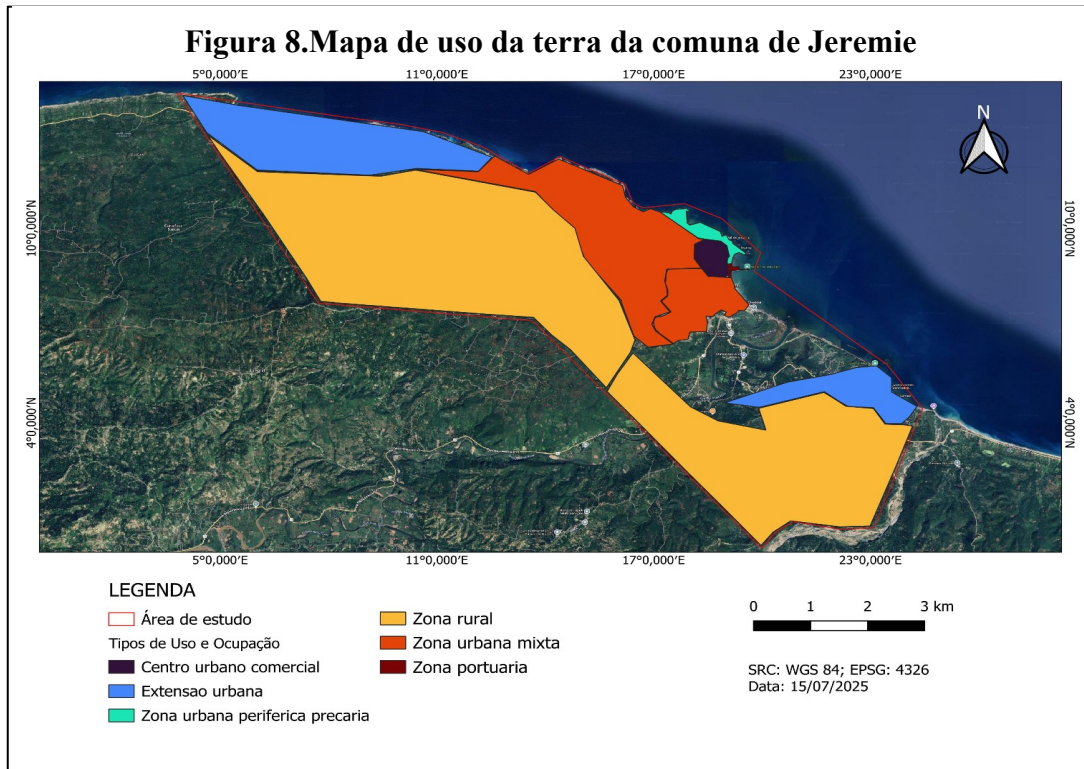 Figura 8.Mapa de uso da terra da comuna de Jeremie
5°0,000′E 11°0,000′E 17°0,000′E 23°0,000′E
N
10°0,000′N
10°0,000′N
4°0,000′N
4°0,000′N
5°0,000′E 11°0,000′E 17°0,000′E 23°0,000′E
LEGENDA
Área de estudo
Tipos de Uso e Ocupação
Centro urbano comercial
Extensao urbana
Zona urbana periferica precaria
Zona rural
Zona urbana mixta
Zona portuaria
0 1 2 3 km
SRC: WGS 84; EPSG: 4326
Data: 15/07/2025